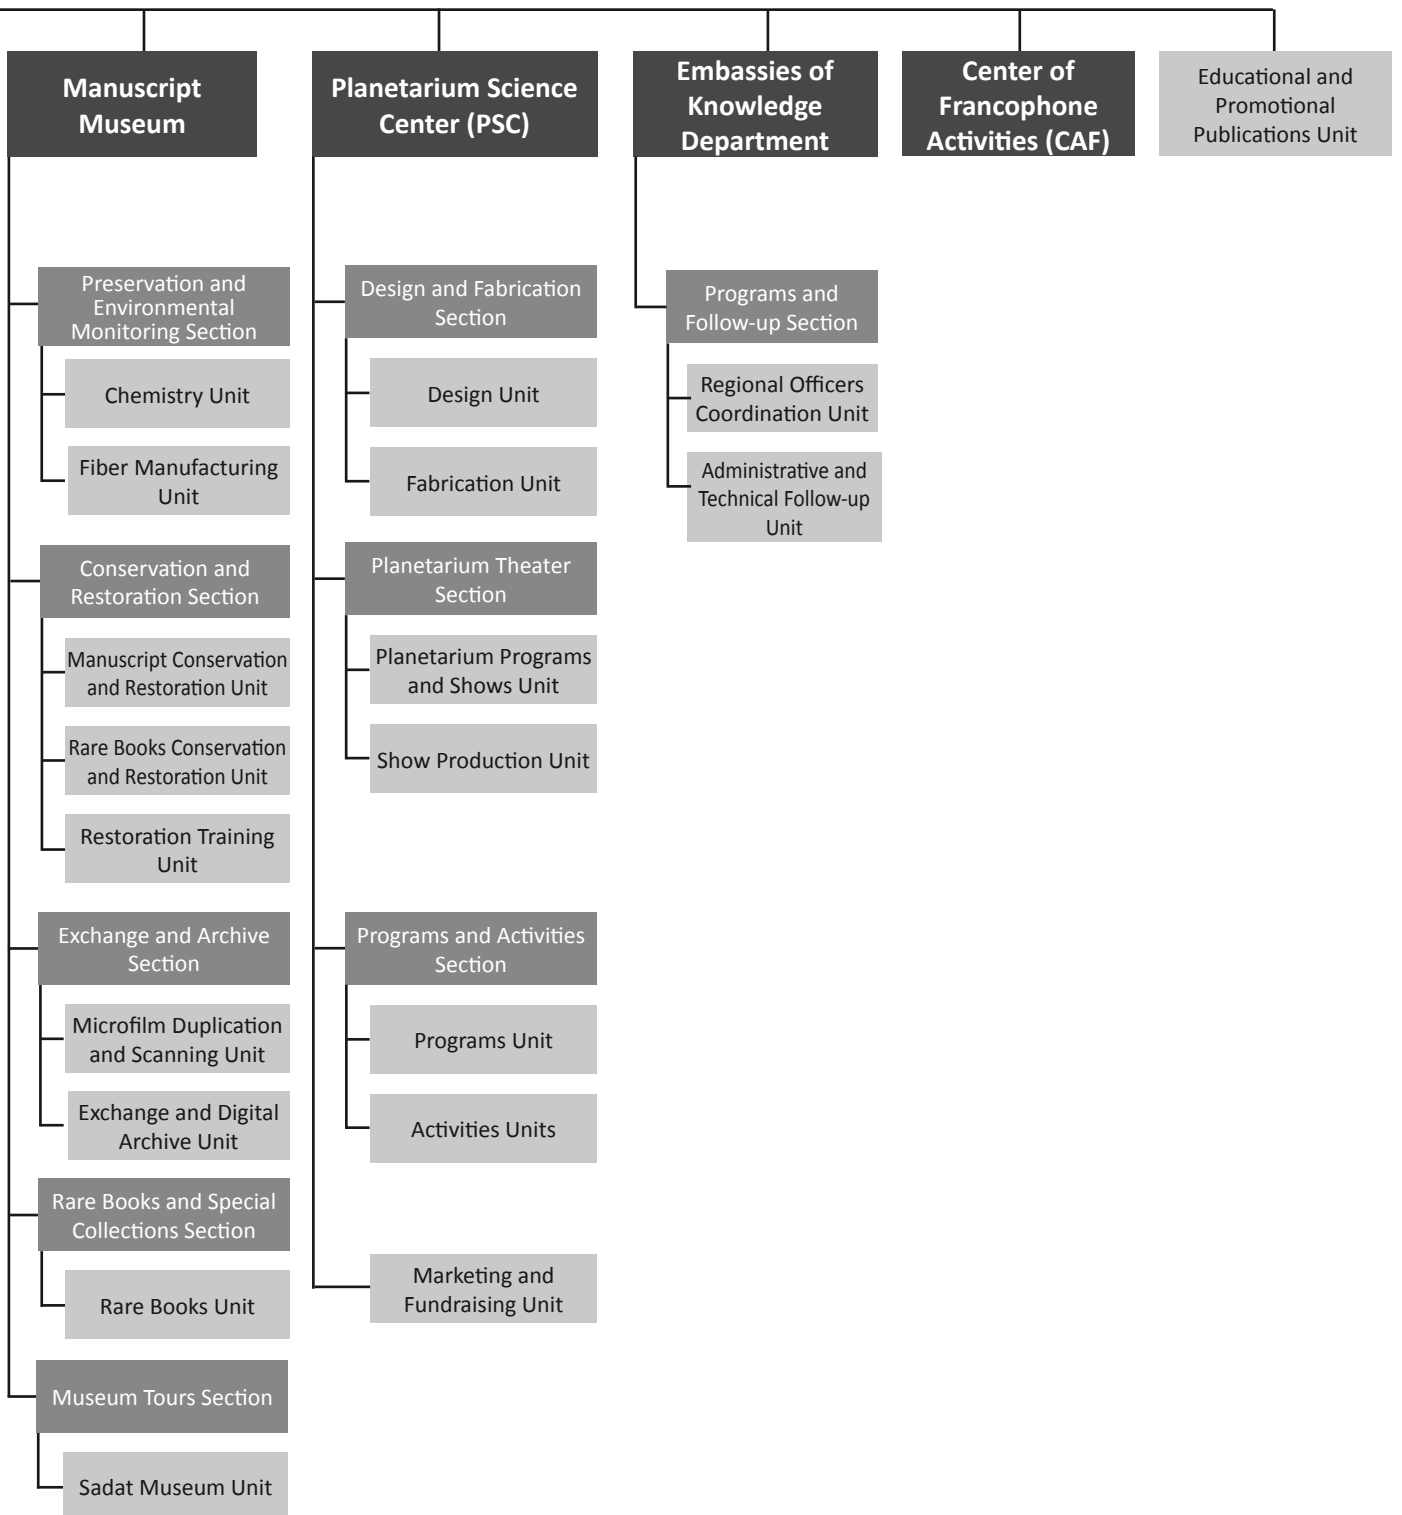 Manuscript
Museum
Planetarium Science
Center (PSC)
Embassies of
Knowledge
Department
Center of
Francophone
Activities (CAF)
Educational and
Promotional
Publications Unit
Preservation and
Environmental
Monitoring Section
Chemistry Unit
Fiber Manufacturing
Unit
Conservation and
Restoration Section
Manuscript Conservation
and Restoration Unit
Rare Books Conservation
and Restoration Unit
Restoration Training
Unit
Exchange and Archive
Section
Microfilm Duplication
and Scanning Unit
Exchange and Digital
Archive Unit
Rare Books and Special
Collections Section
Rare Books Unit
Museum Tours Section
Sadat Museum Unit
Design and Fabrication
Section
Design Unit
Fabrication Unit
Planetarium Theater
Section
Planetarium Programs
and Shows Unit
Show Production Unit
Programs and Activities
Section
Programs Unit
Activities Units
Marketing and
Fundraising Unit
Programs and
Follow-up Section
Regional Officers
Coordination Unit
Administrative and
Technical Follow-up
Unit